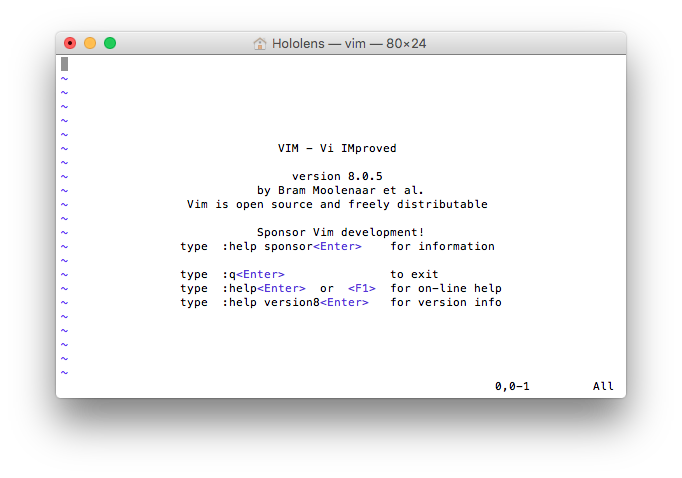 Hololens — vim — 80×24
~
~
~
~
~
~ VIM - Vi IMproved
~
~ version 8.0.5
~ by Bram Moolenaar et al.
~ Vim is open source and freely distributable
~
~ Sponsor Vim development!
~ type :help sponsor<Enter> for information
~
~ type :q<Enter> to exit
~ type :help<Enter> or <F1> for on-line help
~ type :help version8<Enter> for version info
~
~
~
~
~
0,0-1 All